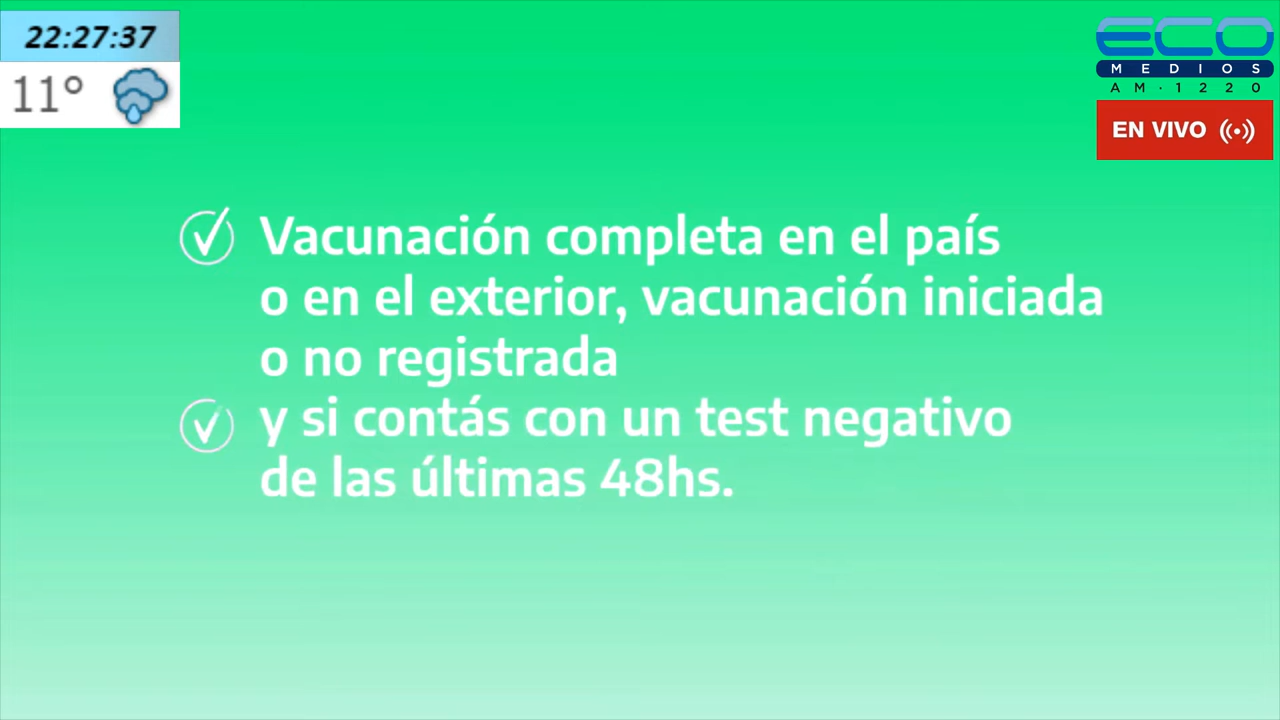 22:27:37
11°
ECO
MEDIOS
AM·1220
EN VIVO
Vacunación completa en el país
o en el exterior, vacunación iniciada
o no registrada
y si contás con un test negativo
de las últimas 48hs.